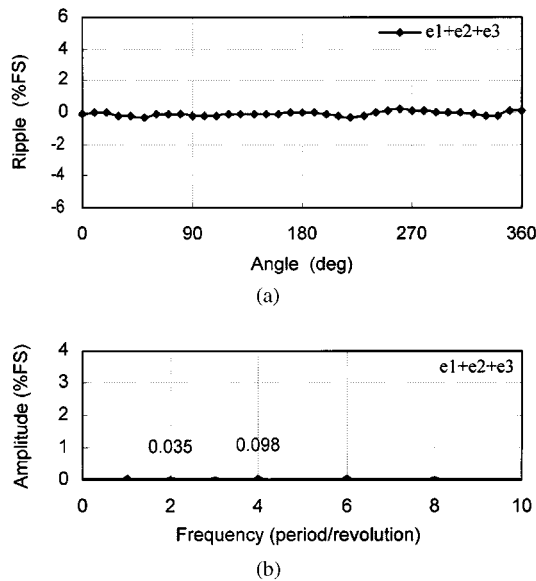 6
e1+e2+e3
4
2
0
-2
-4
-6
Ripple (%FS)
0 90 180 270 360
Angle (deg)
(a)
4
e1+e2+e3
3
2
1
0.035 0.098
0
Amplitude (%FS)
0 2 4 6 8 10
Frequency (period/revolution)
(b)